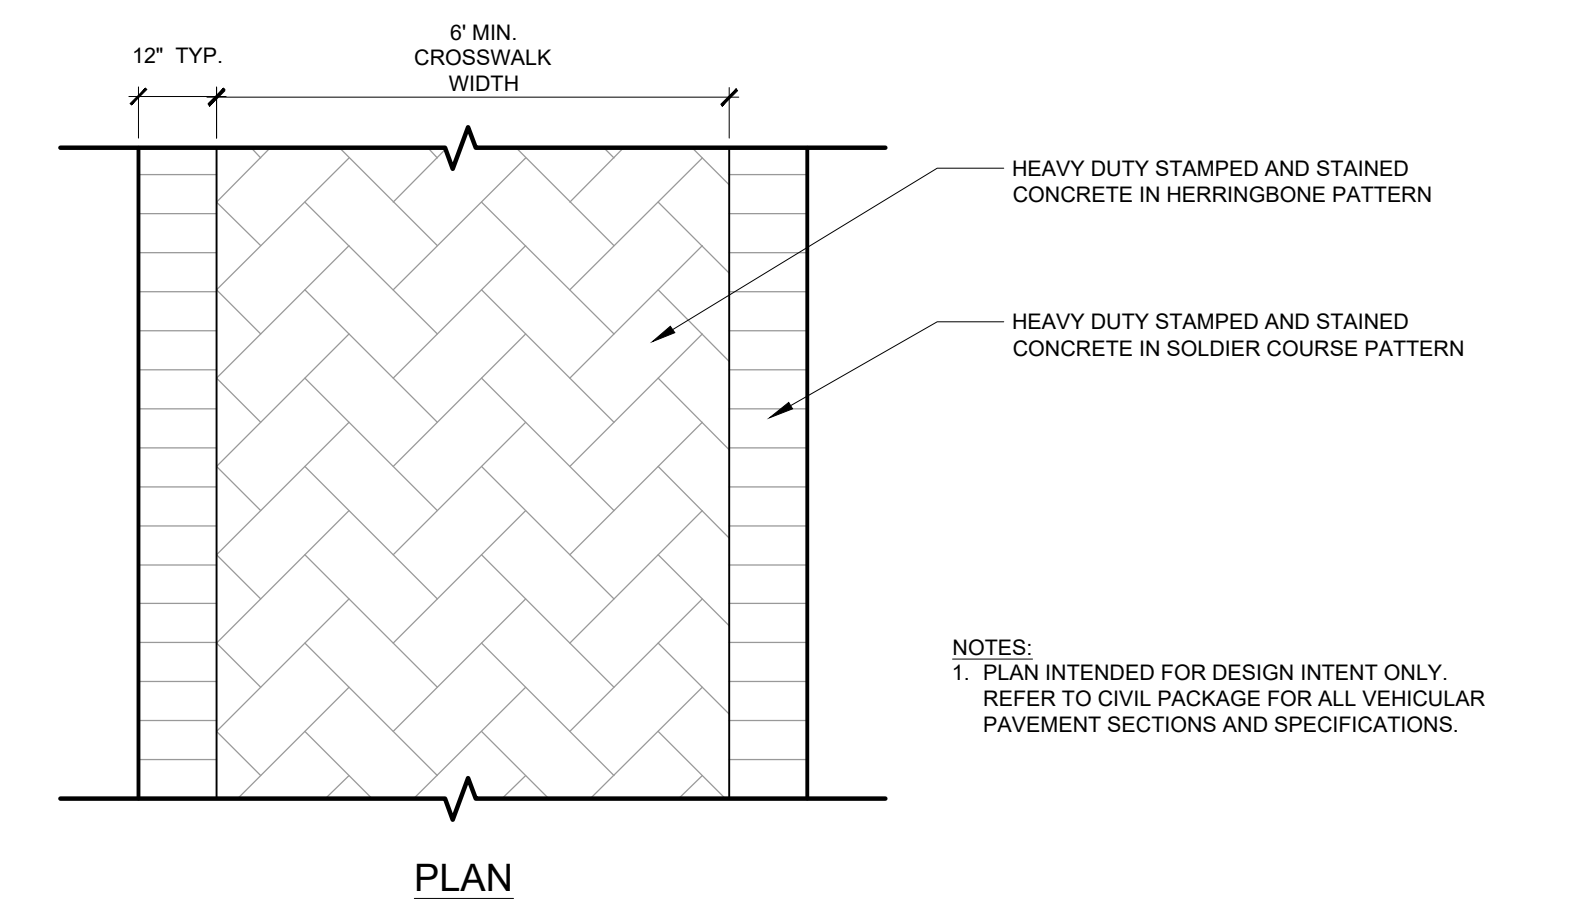 12" TYP.
6' MIN.
CROSSWALK
WIDTH
HEAVY DUTY STAMPED AND STAINED
CONCRETE IN HERRINGBONE PATTERN
HEAVY DUTY STAMPED AND STAINED
CONCRETE IN SOLDIER COURSE PATTERN
NOTES:
1. PLAN INTENDED FOR DESIGN INTENT ONLY.
REFER TO CIVIL PACKAGE FOR ALL VEHICULAR
PAVEMENT SECTIONS AND SPECIFICATIONS.
PLAN